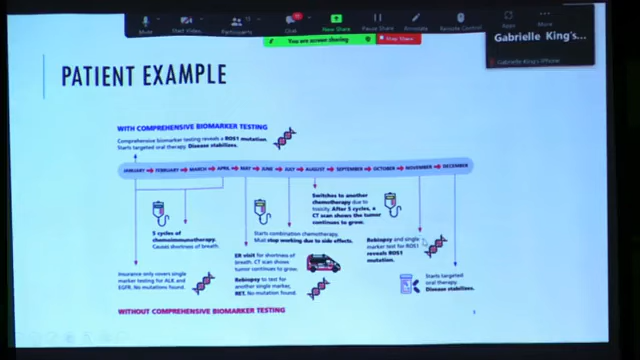 Mute
Start Video
Participants
Chat
New Share
Pause Share
Annotate
Remote Control
Apps
More
You are screen sharing
Stop Share
Gabrielle King's...
Gabrielle King's iPhone
PATIENT EXAMPLE
WITH COMPREHENSIVE BIOMARKER TESTING
Comprehensive biomarker testing reveals a ROS1 mutation.
Starts targeted oral therapy. Disease stabilizes.
JANUARY FEBRUARY MARCH APRIL MAY JUNE JULY AUGUST SEPTEMBER OCTOBER NOVEMBER DECEMBER
Switches to another
chemotherapy due to
toxicity. After 5 cycles, a
CT scan shows the tumor
continues to grow.
5 cycles of
chemoimmunotherapy.
Causes shortness of breath.
Starts combination chemotherapy.
Must stop working due to side effects.
Rebiopsy and single
marker test for ROS1
reveals ROS1
mutation.
ER visit for shortness of
breath. CT scan shows
tumor continues to grow.
Rebiopsy to test for
another single marker,
RET. No mutation found.
Insurance only covers single
marker testing for ALK and
EGFR. No mutations found.
Starts targeted
oral therapy.
Disease stabilizes.
WITHOUT COMPREHENSIVE BIOMARKER TESTING